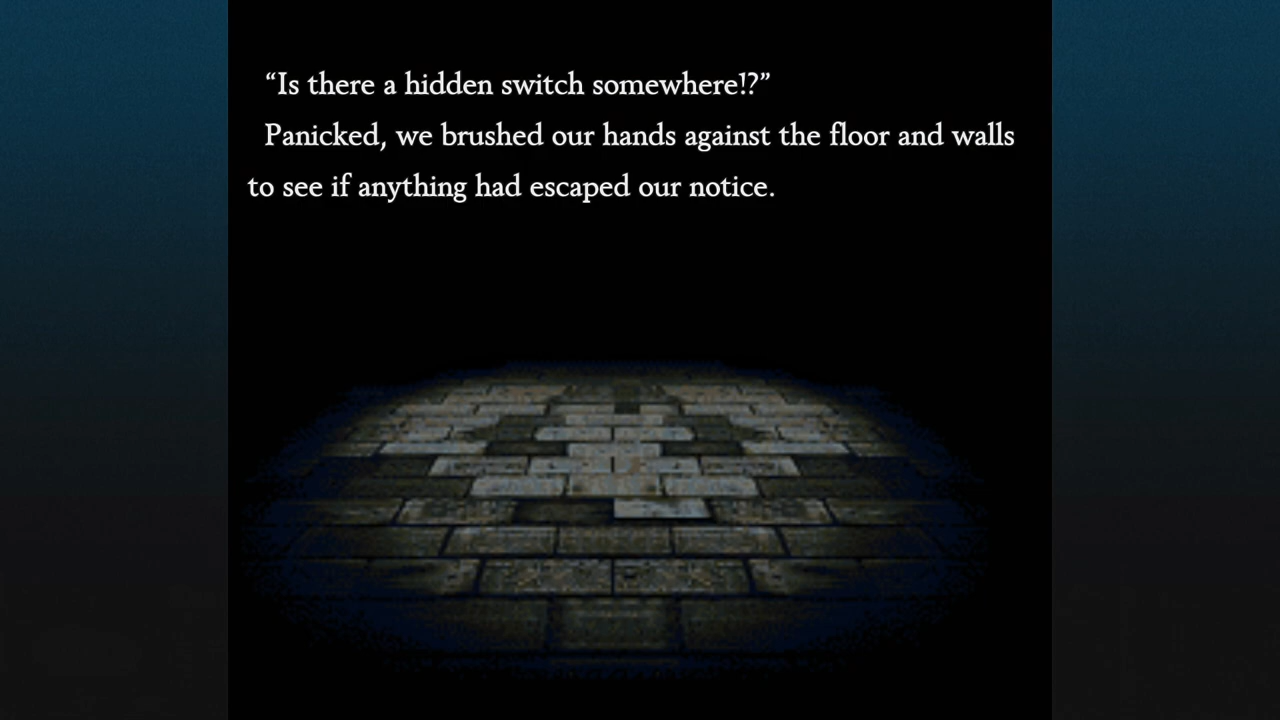 “Is there a hidden switch somewhere!?”
Panicked, we brushed our hands against the floor and walls
to see if anything had escaped our notice.